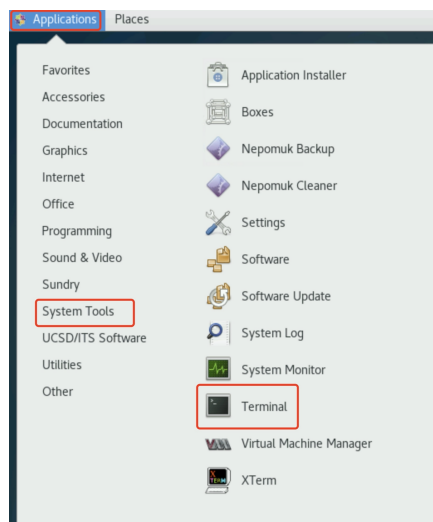 Applications Places
Favorites
Accessories
Documentation
Graphics
Internet
Office
Programming
Sound & Video
Sundry
System Tools
UCSD/ITS Software
Utilities
Other
Application Installer
Boxes
Nepomuk Backup
Nepomuk Cleaner
Settings
Software
Software Update
System Log
System Monitor
Terminal
Virtual Machine Manager
XTerm